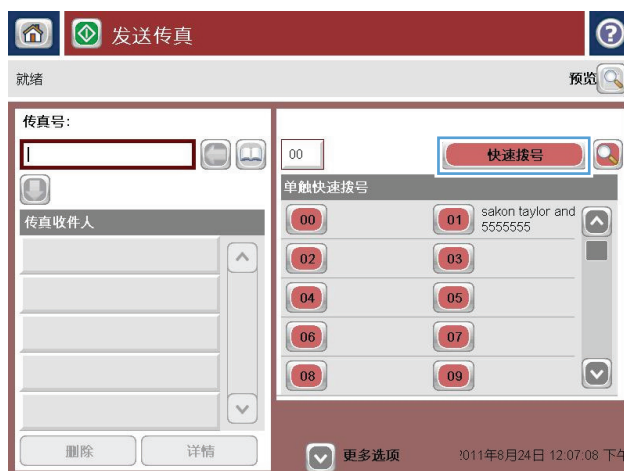 发送传真
?
就绪
预览
传真号:
00
快速拨号
单触快速拨号
传真收件人
00
01
sakon taylor and
5555555
02
03
04
05
06
07
08
09
删除
详情
更多选项
2011年8月24日 12:07:08 下午